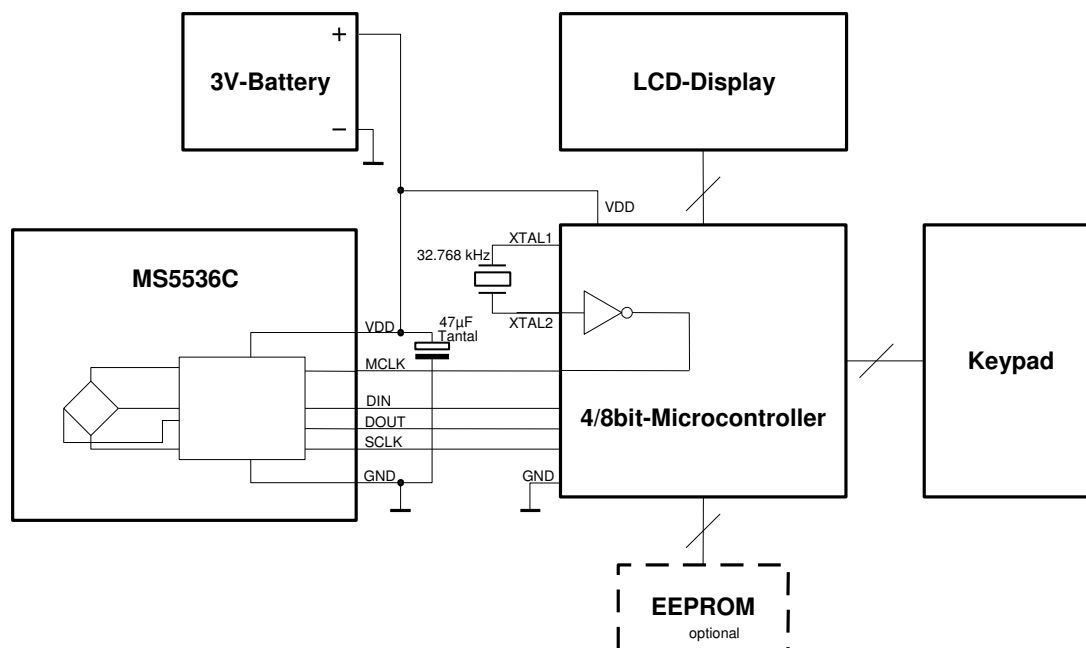 +
3V-Battery
−
LCD-Display
VDD
XTAL1
32.768 kHz
XTAL2
MS5536C
VDD
47µF
Tantal
MCLK
DIN
DOUT
SCLK
GND
4/8bit-Microcontroller
GND
Keypad
EEPROM
optional